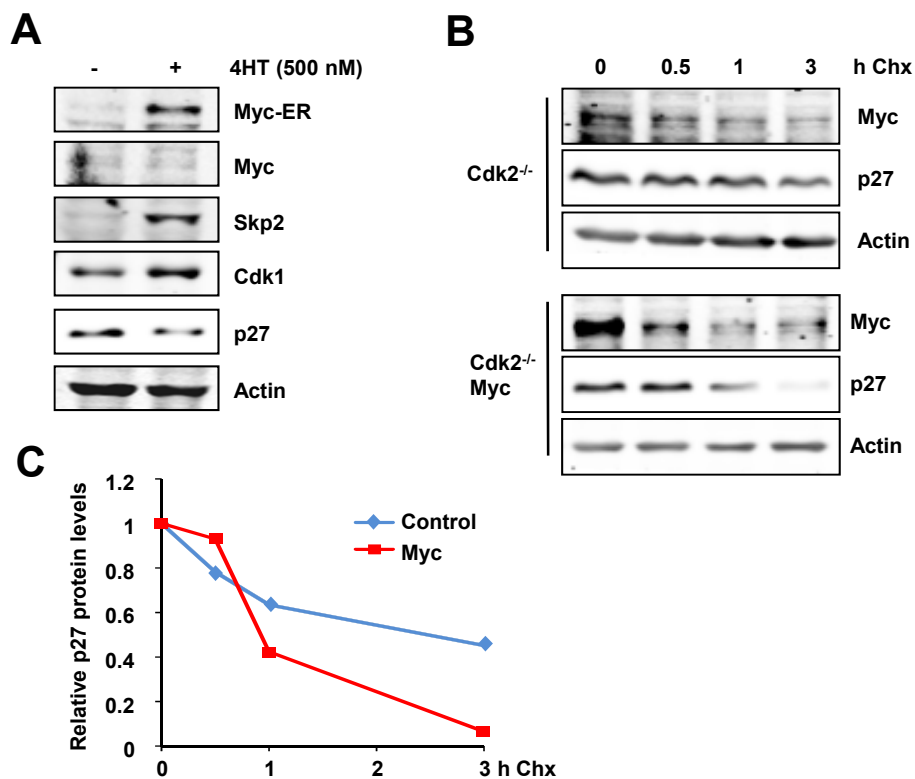 A
- + 4HT (500 nM)
Myc-ER
Myc
Skp2
Cdk1
p27
Actin
B
0 0.5 1 3 h Chx
Cdk2-/-
Myc
p27
Actin
Cdk2-/-
Myc
Myc
p27
Actin
C
Relative p27 protein levels
1.2
1
0.8
0.6
0.4
0.2
0
Control
Myc
0 1 2 3 h Chx